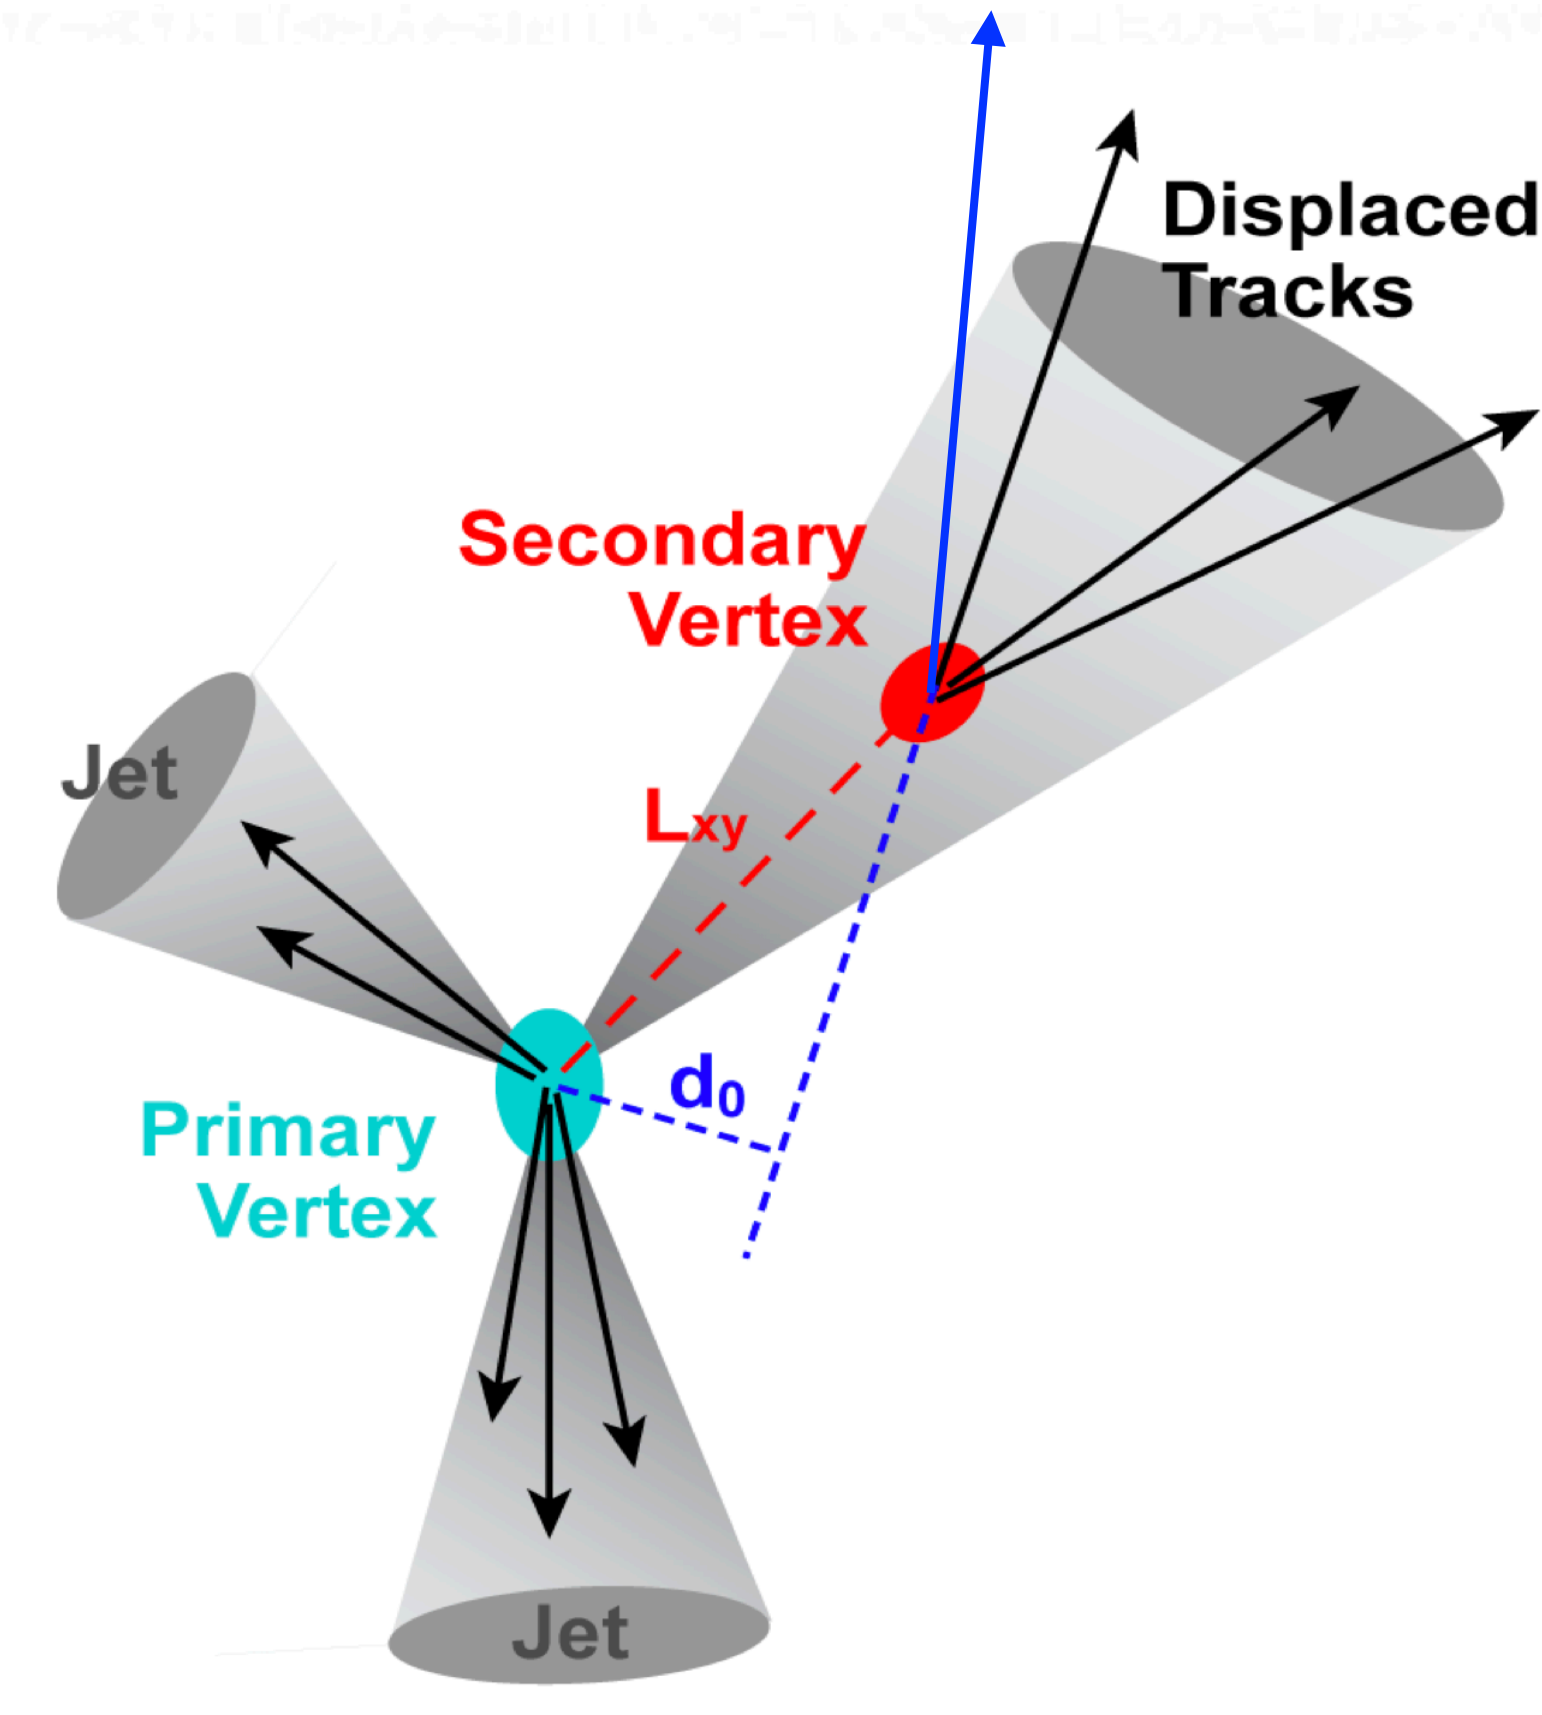 Displaced
Tracks
Secondary
Vertex
Jet
Lxy
d0
Primary
Vertex
Jet